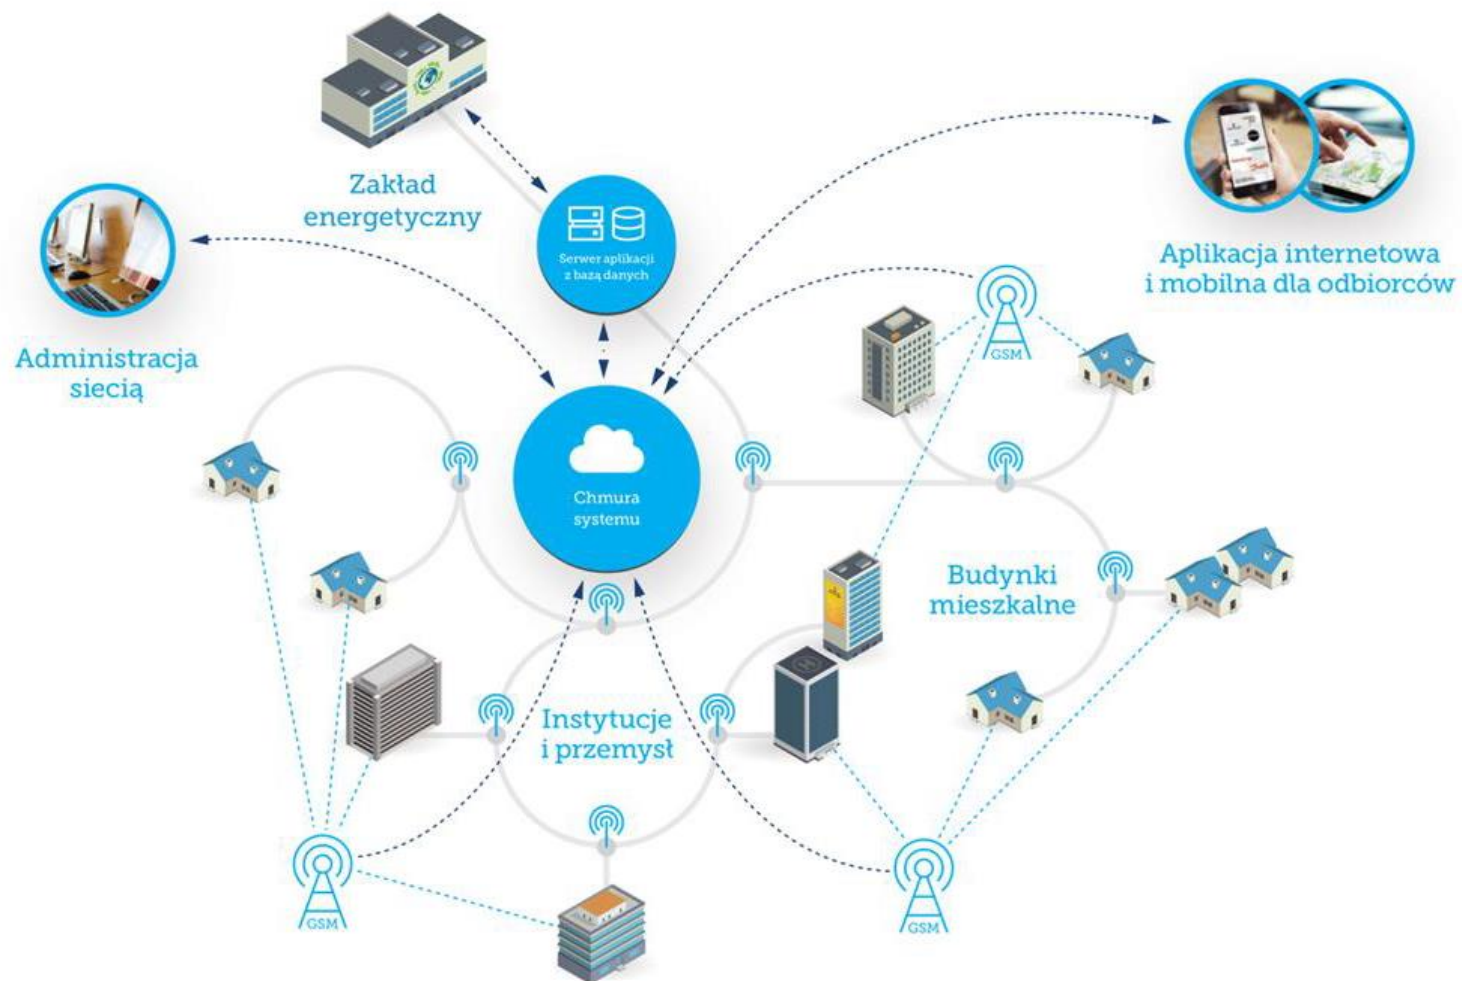 Zakład
energetyczny
Serwer aplikacji
z bazą danych
Aplikacja internetowa
i mobilna dla odbiorców
Administracja
siecią
GSM
Chmura
systemu
Budynki
mieszkalne
Instytucje
i przemysł
GSM
GSM